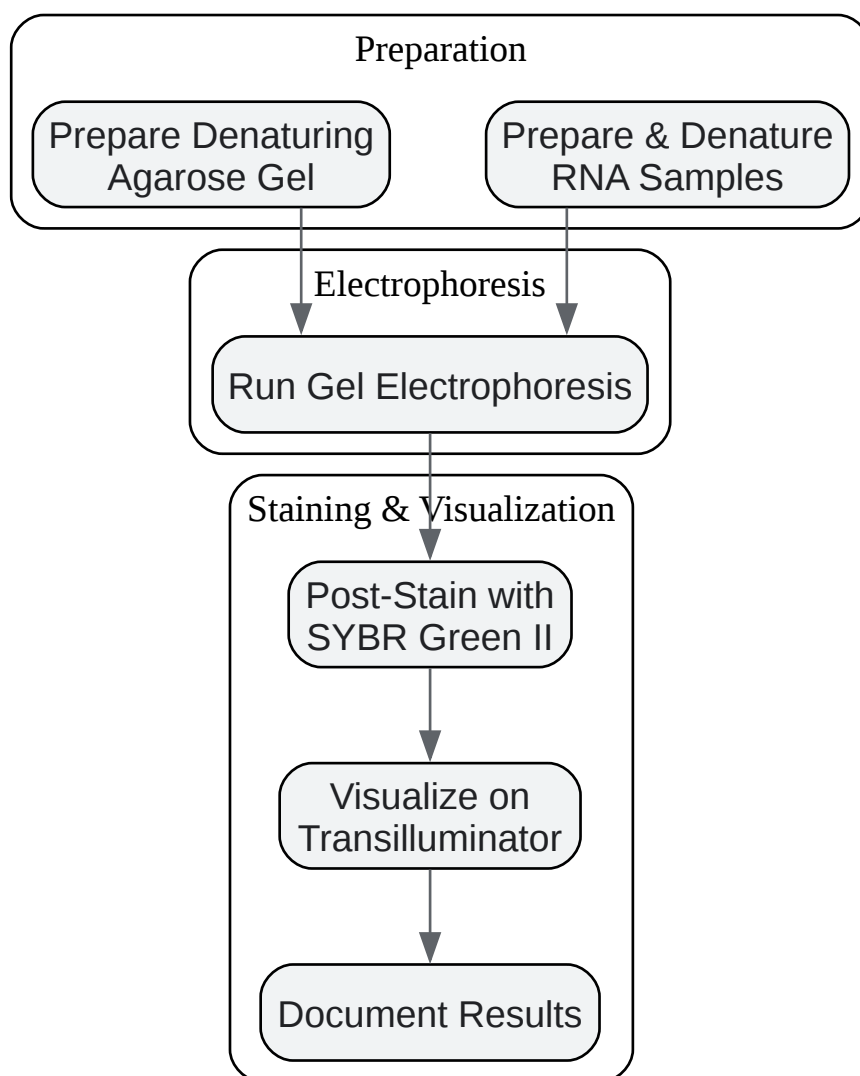 Preparation
Prepare Denaturing
Agarose Gel
Prepare & Denature
RNA Samples
Electrophoresis
Run Gel Electrophoresis
Staining & Visualization
Post-Stain with
SYBR Green II
Visualize on
Transilluminator
Document Results